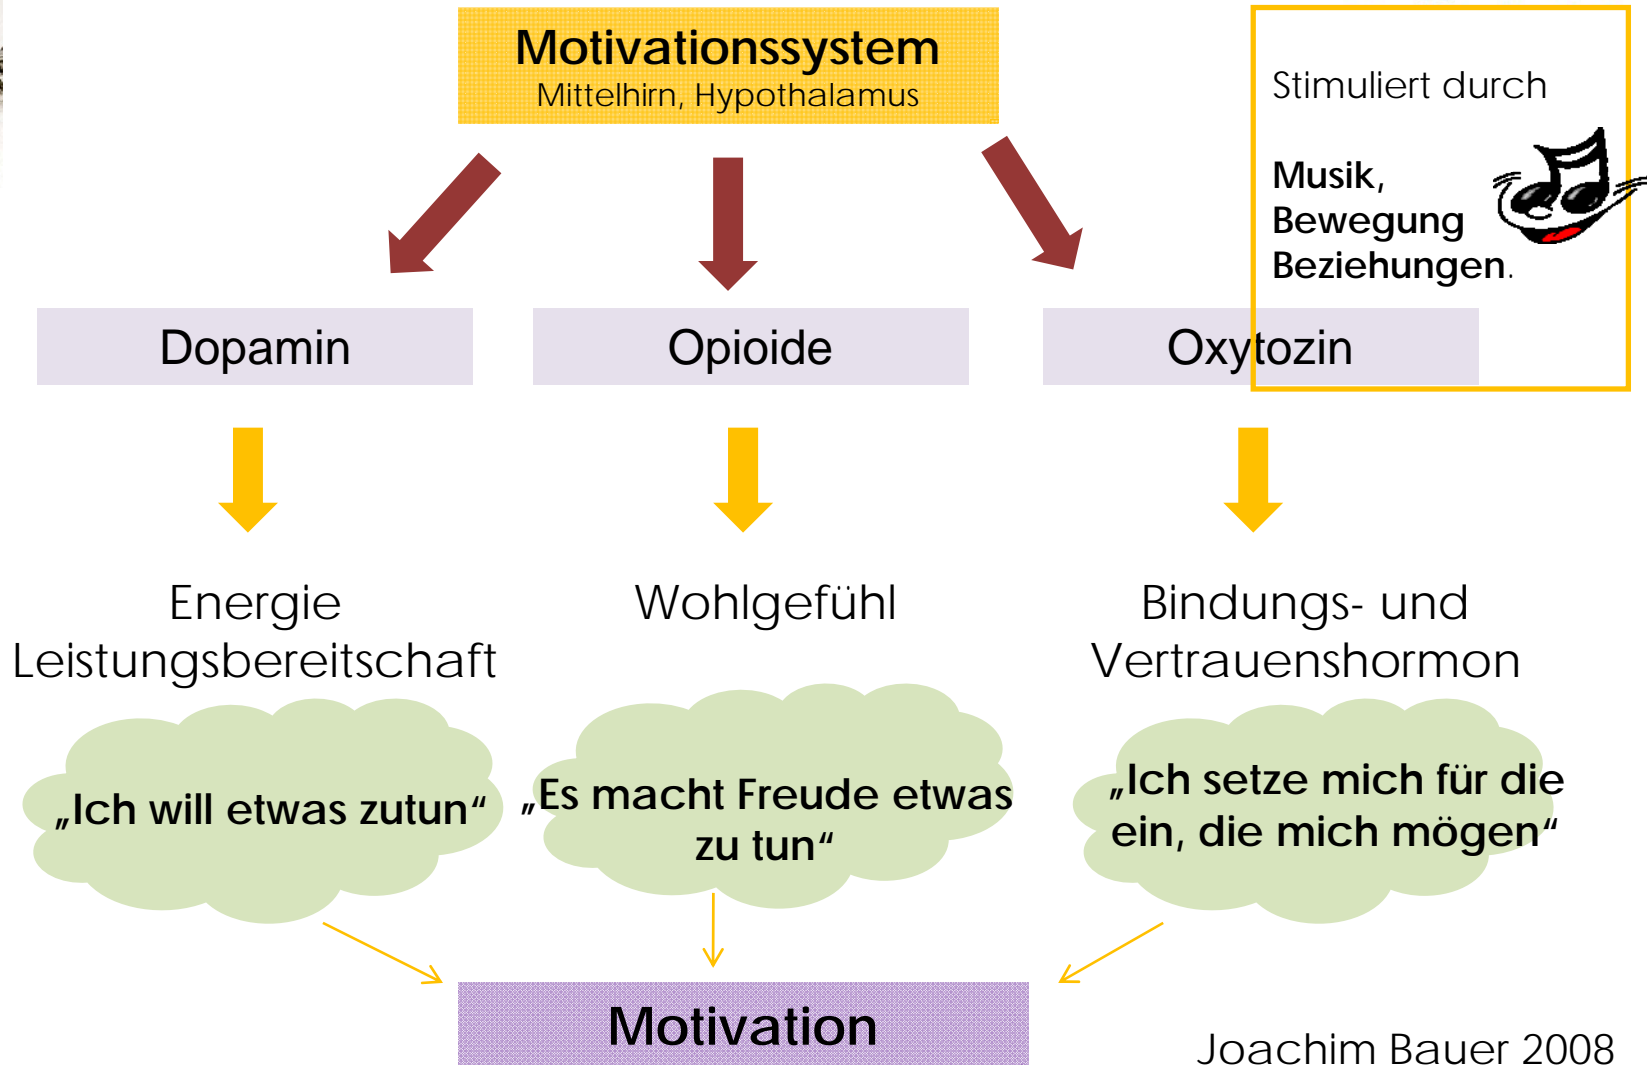 Motivationssystem
Mittelhirn, Hypothalamus
Stimuliert durch
Musik,
Bewegung
Beziehungen.
Dopamin
Opioide
Oxytozin
Energie
Leistungsbereitschaft
Wohlgefühl
Bindungs- und
Vertrauenshormon
„Ich will etwas zutun“
„Es macht Freude etwas
zu tun“
„Ich setze mich für die
ein, die mich mögen“
Motivation
Joachim Bauer 2008